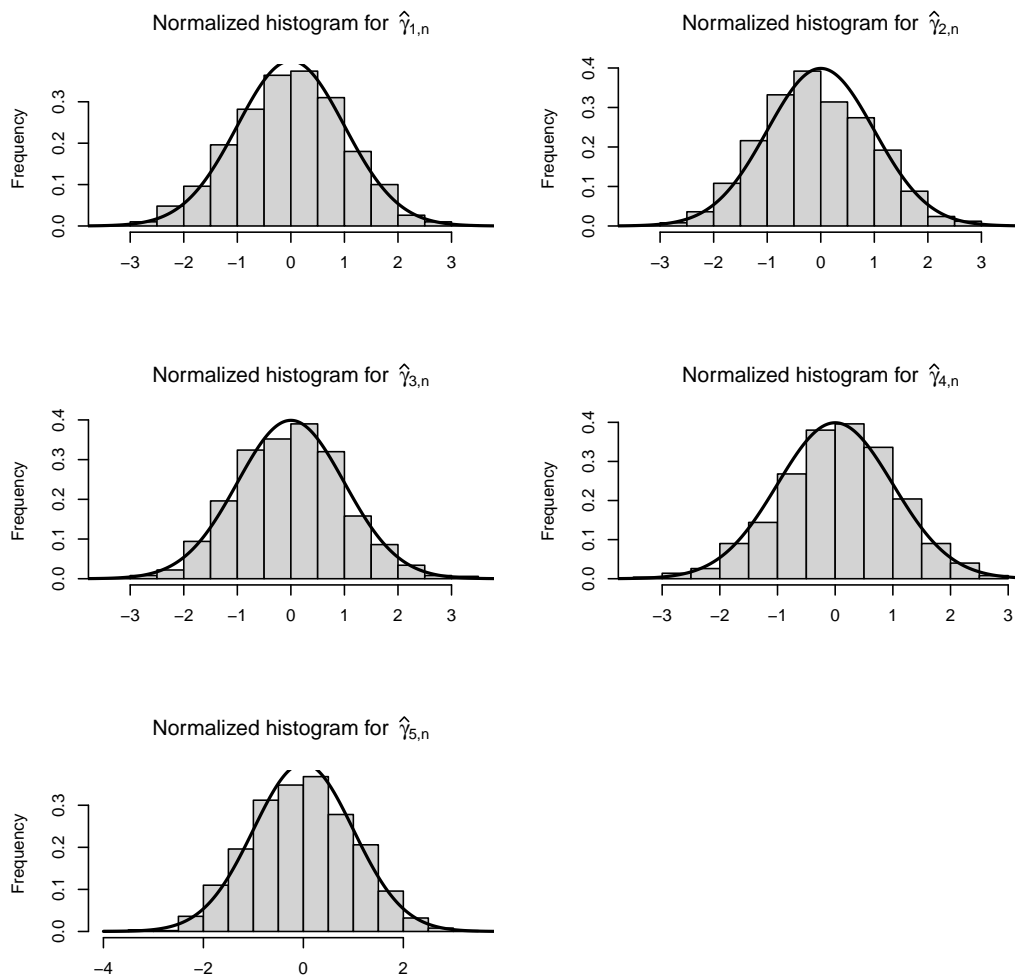 Normalized histogram for γ̂1,n
Frequency
0.0 0.1 0.2 0.3
−3 −2 −1 0 1 2 3
Normalized histogram for γ̂2,n
Frequency
0.0 0.1 0.2 0.3 0.4
−3 −2 −1 0 1 2 3
Normalized histogram for γ̂3,n
Frequency
0.0 0.1 0.2 0.3 0.4
−3 −2 −1 0 1 2 3
Normalized histogram for γ̂4,n
Frequency
0.0 0.1 0.2 0.3 0.4
−3 −2 −1 0 1 2 3
Normalized histogram for γ̂5,n
Frequency
0.0 0.1 0.2 0.3
−4 −2 0 2